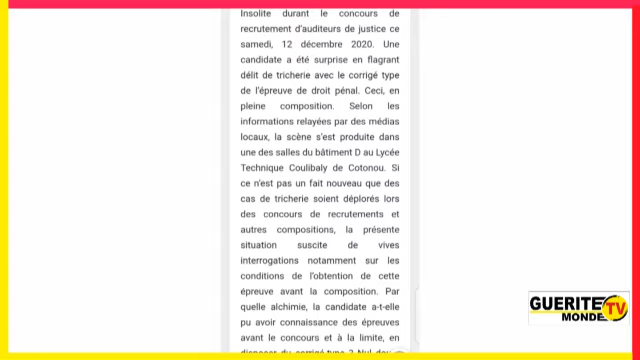 Insolite durant le concours de
recrutement d'auditeurs de justice ce
samedi, 12 décembre 2020. Une
candidate a été surprise en flagrant
délit de tricherie avec le corrigé type
de l'épreuve de droit pénal. Ceci, en
pleine composition. Selon les
informations relayées par des médias
locaux, la scène s'est produite dans
une des salles du bâtiment D au Lycée
Technique Coulibaly de Cotonou. Si
ce n'est pas un fait nouveau que des
cas de tricherie soient déplorés lors
des concours de recrutements et
autres compositions, la présente
situation suscite de vives
interrogations notamment sur les
conditions de l'obtention de cette
épreuve avant la composition. Par
quelle alchimie, la candidate a-t-elle
pu avoir connaissance des épreuves
avant le concours et à la limite, en
disposer du corrigé-type ? Nul
GUERITE TV
MONDE